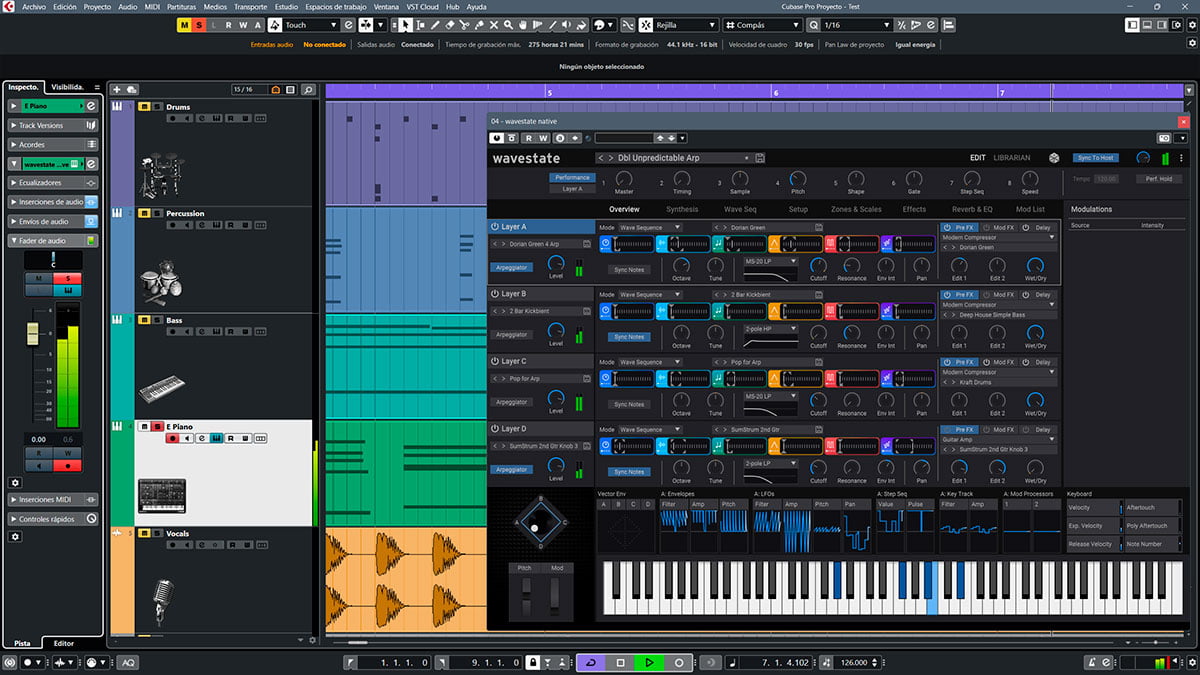 Archivo Edición Proyecto Audio MIDI Partituras Medios Transporte Estudio Espacios de trabajo Ventana VST Cloud Hub Ayuda Cubase Pro Proyecto - Test
M S L R W A Touch Rejilla Compás Q 1/16
Entradas audio No conectado Salidas audio Conectado Tiempo de grabación máx. 275 horas 21 mins Formato de grabación 44.1 kHz - 16 bit Velocidad de cuadro 30 fps Pan Law de proyecto Igual energía
Ningún objeto seleccionado
Inspecto. Visibilida. 15 / 16 5 6 7
E Piano
Track Versions
Acordes
wavestate ...ve
Ecualizadores
Inserciones de audio
Envíos de audio
Fader de audio
C
M S
0.00 0.6
R W
Inserciones MIDI
Controles rápidos
Pista Editor
1 Drums
2 Percussion
3 Bass
4 E Piano
5 Vocals
04 - wavestate native
R W
wavestate Dbl Unpredictable Arp EDIT LIBRARIAN Sync To Host
Performance
Layer A
1 Master 2 Timing 3 Sample 4 Pitch 5 Shape 6 Gate 7 Step Seq 8 Speed
Tempo 120.00 Perf. Hold
Overview Synthesis Wave Seq Setup Zones & Scales Effects Reverb & EQ Mod List
Modulations
Source Intensity
Layer A Mode Wave Sequence Dorian Green Pre FX Mod FX Delay
Modern Compressor
Dorian Green 4 Arp Dorian Green
Arpeggiator Level Sync Notes Octave Tune MS-20 LP Cutoff Resonance Env Int Pan Edit 1 Edit 2 Wet/Dry
Layer B Mode Wave Sequence 2 Bar Kickbient Pre FX Mod FX Delay
Modern Compressor
2 Bar Kickbient Deep House Simple Bass
Arpeggiator Level Sync Notes Octave Tune 2-pole HP Cutoff Resonance Env Int Pan Edit 1 Edit 2 Wet/Dry
Layer C Mode Wave Sequence Pop for Arp Pre FX Mod FX Delay
Modern Compressor
Pop for Arp Kraft Drums
Arpeggiator Level Sync Notes Octave Tune MS-20 LP Cutoff Resonance Env Int Pan Edit 1 Edit 2 Wet/Dry
Layer D Mode Wave Sequence SumStrum 2nd Gtr Pre FX Mod FX Delay
Guitar Amp
SumStrum 2nd Gtr Knob 3 SumStrum 2nd Gtr Knob 3
Arpeggiator Level Sync Notes Octave Tune 2-pole LP Cutoff Resonance Env Int Pan Edit 1 Edit 2 Wet/Dry
Vector Env A: Envelopes A: LFOs A: Step Seq A: Key Track A: Mod Processors Keyboard
A B C D Filter Amp Pitch Filter Amp Pitch Pan Value Pulse Filter Amp 1 2 Velocity Aftertouch
Exp. Velocity Poly Aftertouch
Release Velocity Note Number
B
A C
D
Pitch Mod
AQ 1. 1. 1. 0 9. 1. 1. 0 7. 1. 4.102 126.000